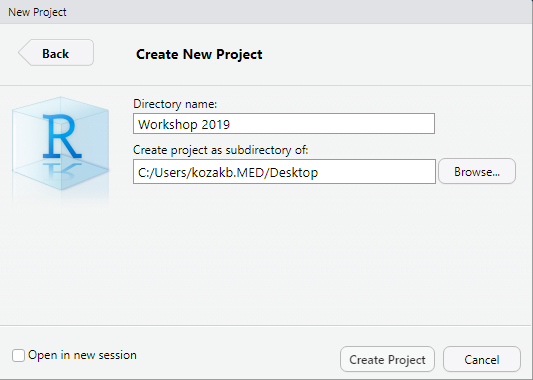 New Project
Back
Create New Project
R
Directory name:
Workshop 2019
Create project as subdirectory of:
C:/Users/kozakb.MED/Desktop
Browse...
Open in new session
Create Project
Cancel